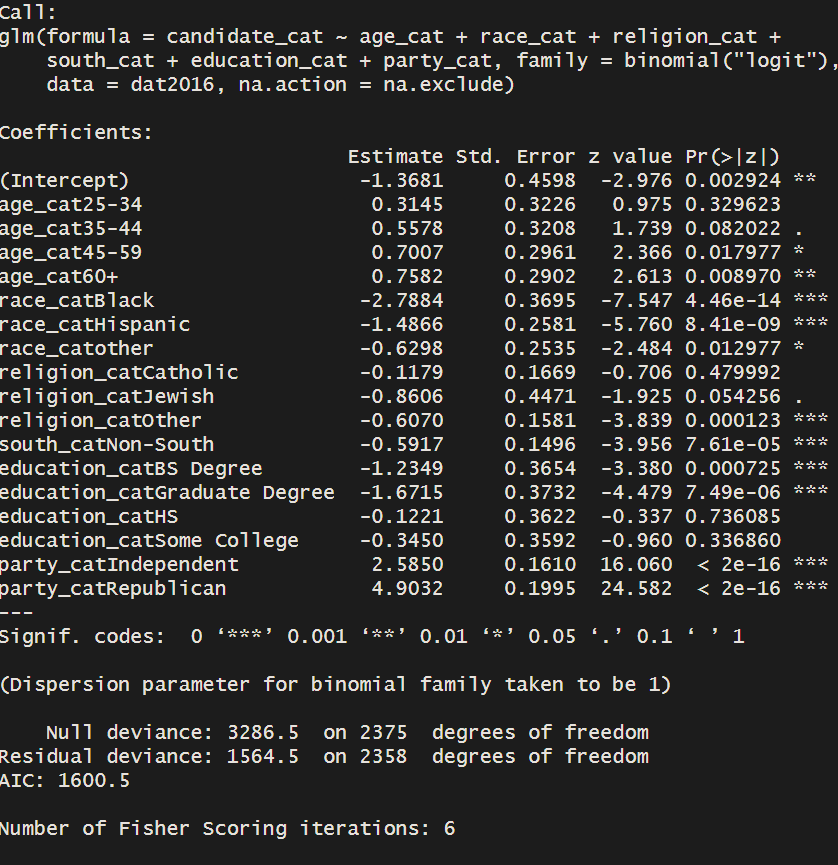 Call:
glm(formula = candidate_cat ~ age_cat + race_cat + religion_cat +
    south_cat + education_cat + party_cat, family = binomial("logit"),
    data = dat2016, na.action = na.exclude)

Coefficients:
                              Estimate Std. Error z value Pr(>|z|)
(Intercept)                    -1.3681     0.4598  -2.976 0.002924 **
age_cat25-34                    0.3145     0.3226   0.975 0.329623
age_cat35-44                    0.5578     0.3208   1.739 0.082022 .
age_cat45-59                    0.7007     0.2961   2.366 0.017977 *
age_cat60+                      0.7582     0.2902   2.613 0.008970 **
race_catBlack                  -2.7884     0.3695  -7.547 4.46e-14 ***
race_catHispanic               -1.4866     0.2581  -5.760 8.41e-09 ***
race_catother                  -0.6298     0.2535  -2.484 0.012977 *
religion_catCatholic           -0.1179     0.1669  -0.706 0.479992
religion_catJewish             -0.8606     0.4471  -1.925 0.054256 .
religion_catOther              -0.6070     0.1581  -3.839 0.000123 ***
south_catNon-South             -0.5917     0.1496  -3.956 7.61e-05 ***
education_catBS Degree         -1.2349     0.3654  -3.380 0.000725 ***
education_catGraduate Degree   -1.6715     0.3732  -4.479 7.49e-06 ***
education_catHS                -0.1221     0.3622  -0.337 0.736085
education_catSome College      -0.3450     0.3592  -0.960 0.336860
party_catIndependent            2.5850     0.1610  16.060  < 2e-16 ***
party_catRepublican             4.9032     0.1995  24.582  < 2e-16 ***
---
Signif. codes:  0 ‘***’ 0.001 ‘**’ 0.01 ‘*’ 0.05 ‘.’ 0.1 ‘ ’ 1

(Dispersion parameter for binomial family taken to be 1)

    Null deviance: 3286.5  on 2375  degrees of freedom
Residual deviance: 1564.5  on 2358  degrees of freedom
AIC: 1600.5

Number of Fisher Scoring iterations: 6